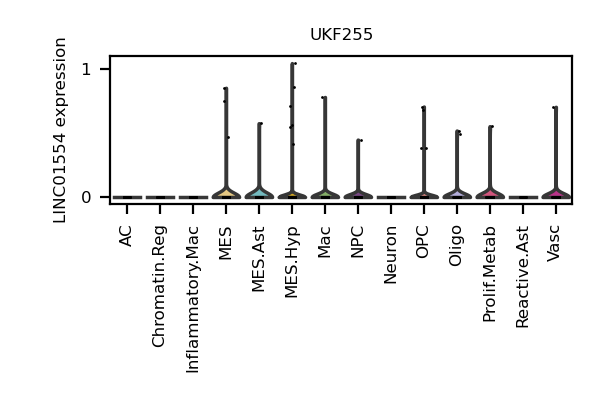 UKF255
LINC01554 expression
1
0
AC
Chromatin.Reg
Inflammatory.Mac
MES
MES.Ast
MES.Hyp
Mac
NPC
Neuron
OPC
Oligo
Prolif.Metab
Reactive.Ast
Vasc